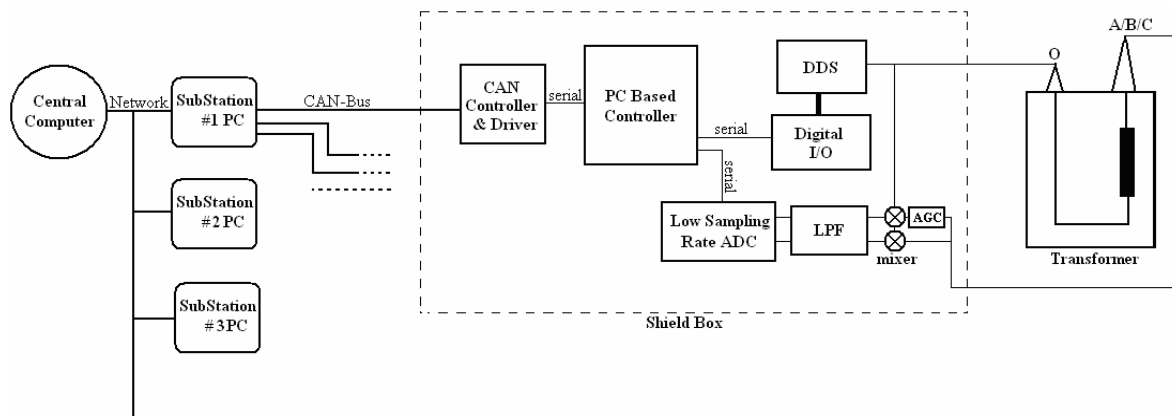 Central
Computer
Network
SubStation
#1 PC
CAN-Bus
SubStation
#2 PC
SubStation
#3 PC
CAN
Controller
& Driver
serial
PC Based
Controller
serial
serial
DDS
Digital
I/O
Low Sampling
Rate ADC
LPF
AGC
mixer
Shield Box
O
A/B/C
Transformer